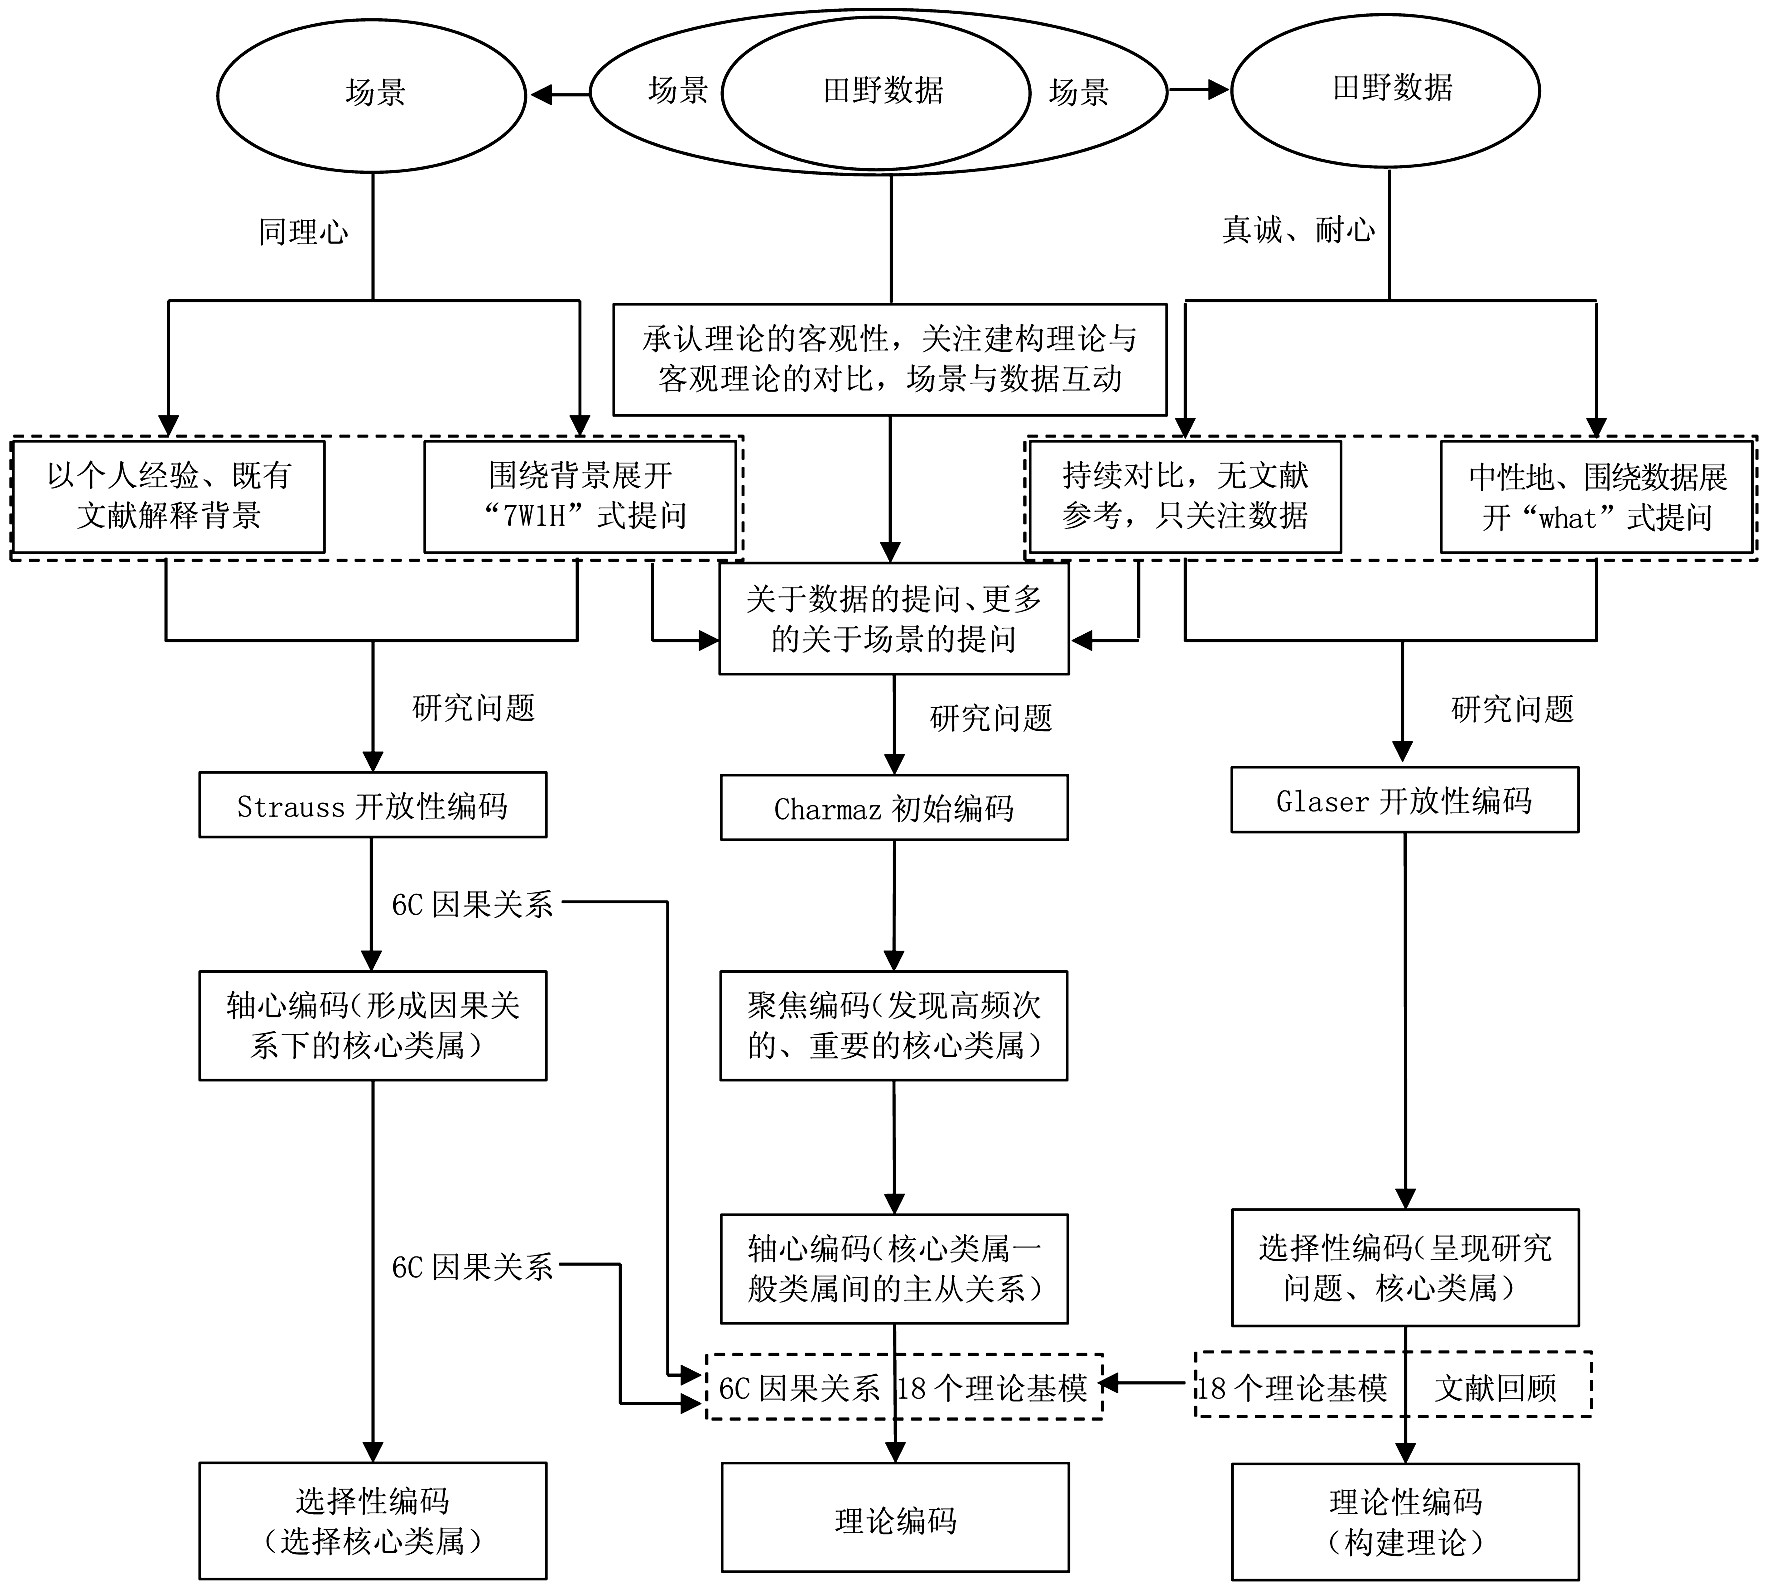 场景
场景
田野数据
场景
田野数据
同理心
真诚、耐心
承认理论的客观性，关注建构理论与
客观理论的对比，场景与数据互动
以个人经验、既有
文献解释背景
围绕背景展开
“7W1H”式提问
持续对比，无文献
参考，只关注数据
中性地、围绕数据展
开“what”式提问
关于数据的提问、更多
的关于场景的提问
研究问题
研究问题
研究问题
Strauss 开放性编码
Charmaz 初始编码
Glaser 开放性编码
6C 因果关系
轴心编码（形成因果关
系下的核心类属）
聚焦编码（发现高频次
的、重要的核心类属）
6C 因果关系
轴心编码（核心类属一
般类属间的主从关系）
选择性编码（呈现研究
问题、核心类属）
6C 因果关系
18 个理论基模
18 个理论基模
文献回顾
选择性编码
（选择核心类属）
理论编码
理论性编码
（构建理论）